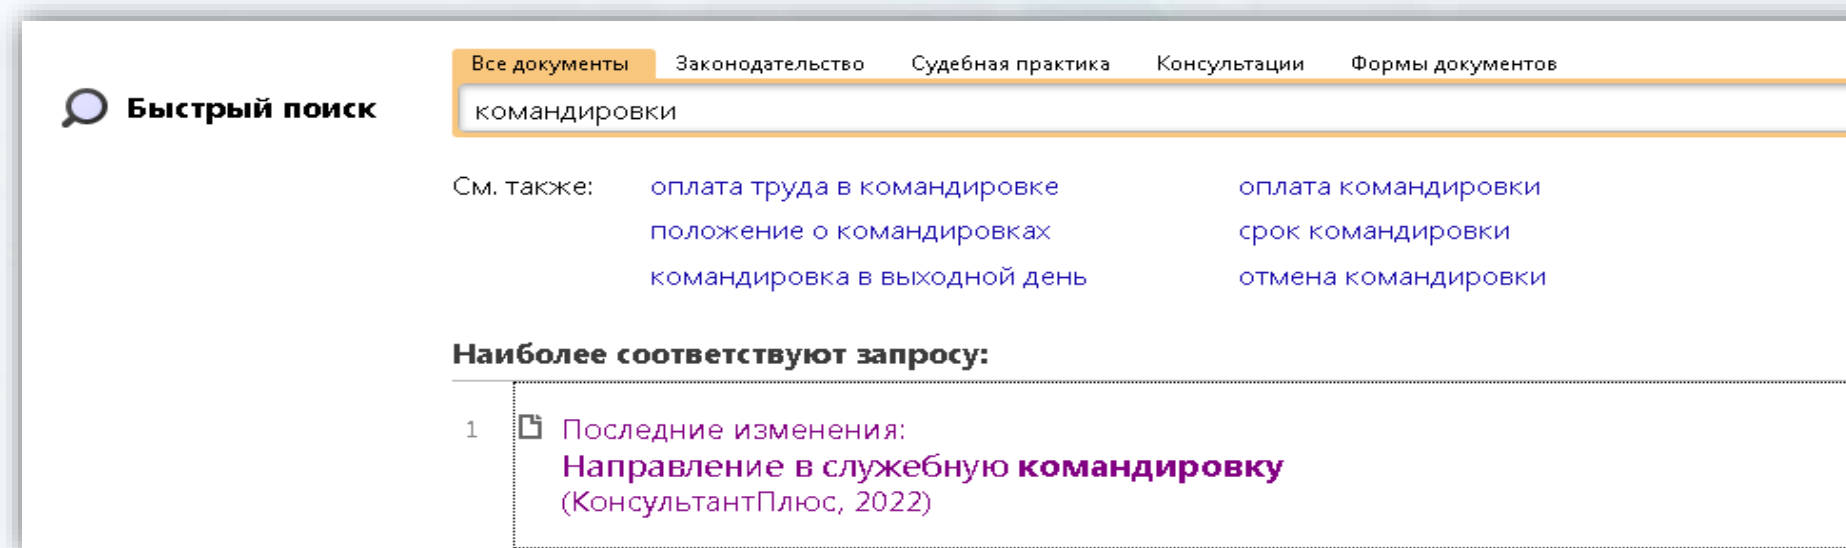 Все документы Законодательство Судебная практика Консультации Формы документов
Быстрый поиск командировки
См. также: оплата труда в командировке оплата командировки
положение о командировках срок командировки
командировка в выходной день отмена командировки
Наиболее соответствуют запросу:
1 Последние изменения:
Направление в служебную командировку
(КонсультантПлюс, 2022)